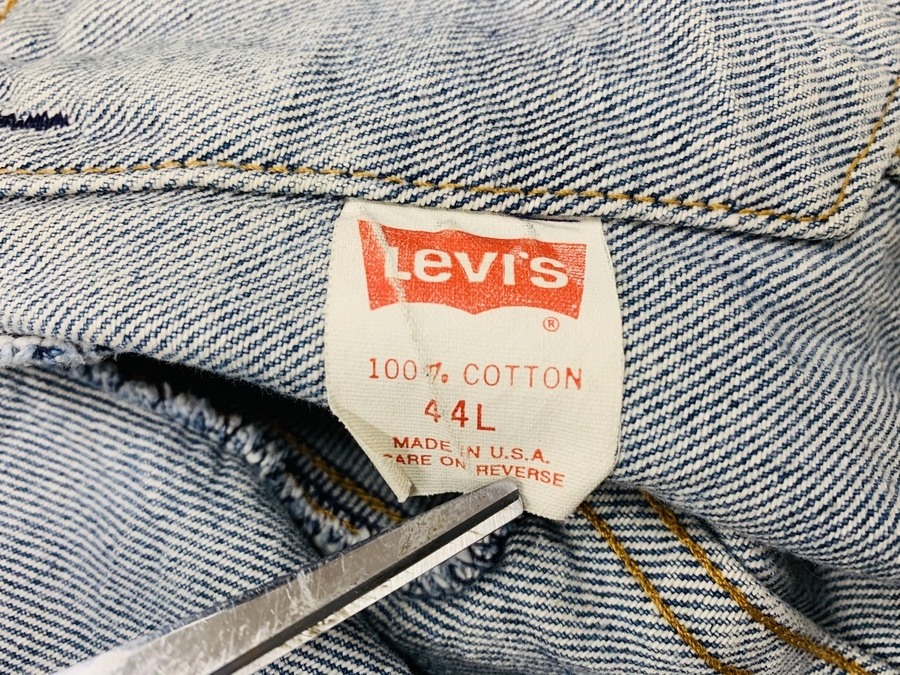 Levi's
®
100% COTTON
44L
MADE IN U.S.A.
CARE ON REVERSE